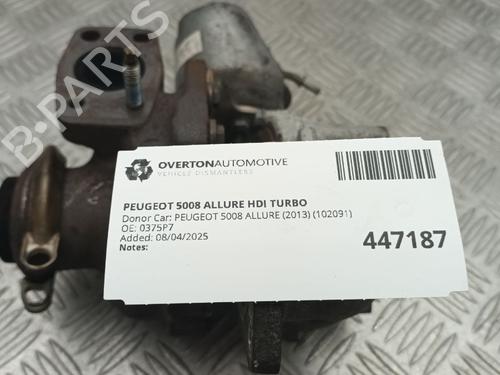 B-PARTS
OVERTONAUTOMOTIVE
VEHICLE DISMANTLERS
PEUGEOT 5008 ALLURE HDI TURBO
Donor Car: PEUGEOT 5008 ALLURE (2013) (102091)
OE: 0375P7
Added: 08/04/2025
Notes:
447187